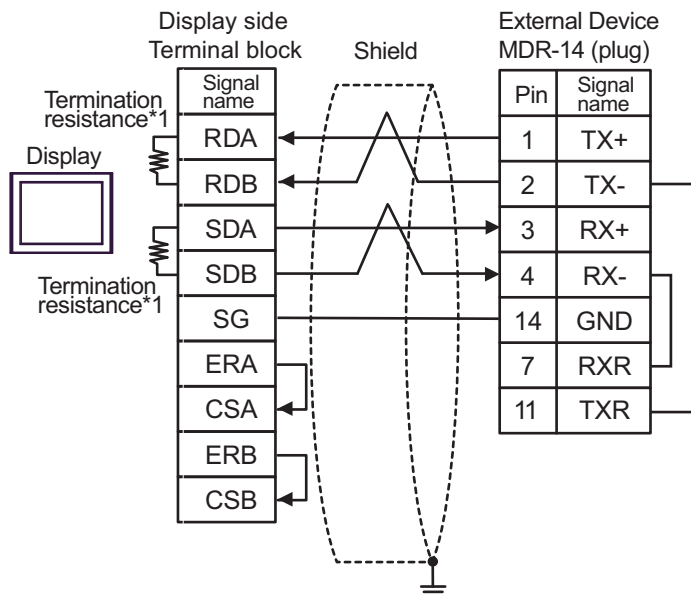 Display side
Terminal block
Shield
External Device
MDR-14 (plug)
Signal
name
Pin
Signal
name
Termination
resistance*1
Display
RDA
1
TX+
RDB
2
TX-
SDA
3
RX+
SDB
4
RX-
Termination
resistance*1
SG
14
GND
ERA
7
RXR
CSA
11
TXR
ERB
CSB